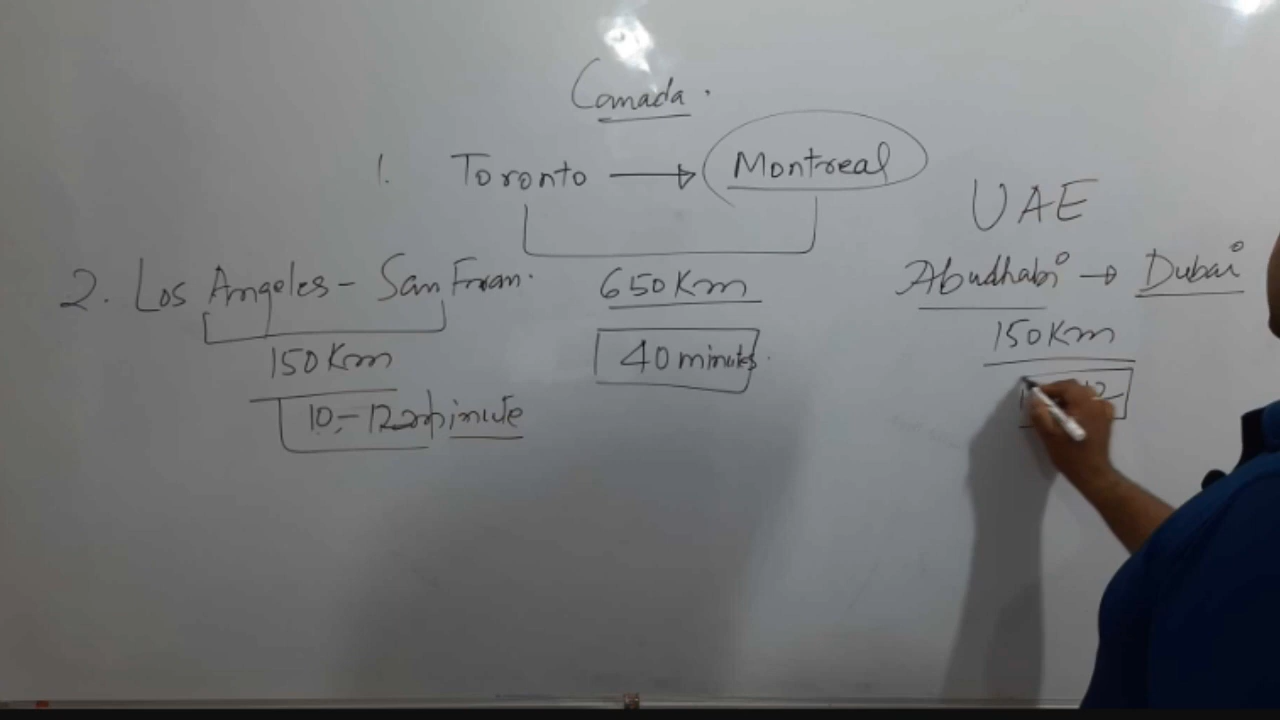 Canada.
1. Toronto → Montreal
650Km
40 minutes.
2. Los Angeles - San Fran.
150Km
10-12 minute
UAE
Abudhabi → Dubai
150Km
12